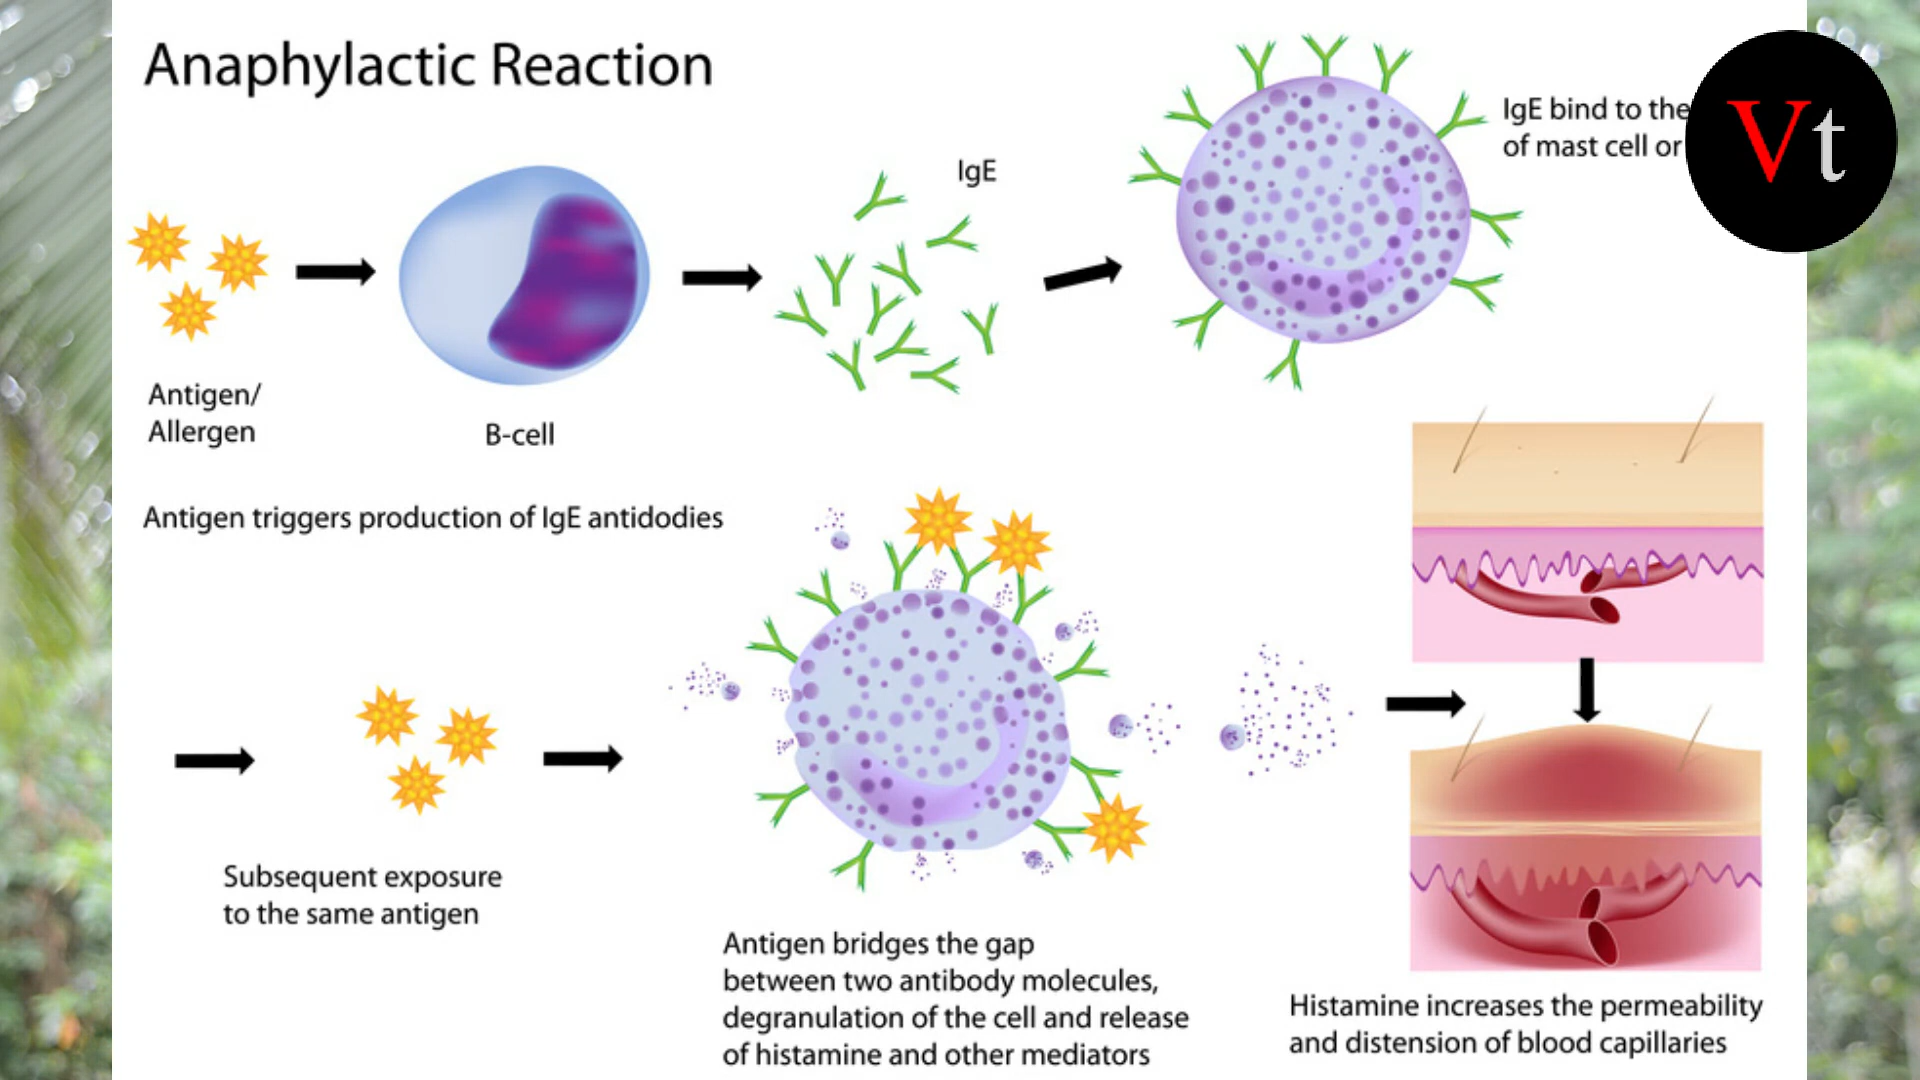 Anaphylactic Reaction
IgE bind to the
of mast cell or
Vt
IgE
Antigen/
Allergen
B-cell
Antigen triggers production of IgE antidodies
Subsequent exposure
to the same antigen
Antigen bridges the gap
between two antibody molecules,
degranulation of the cell and release
of histamine and other mediators
Histamine increases the permeability
and distension of blood capillaries